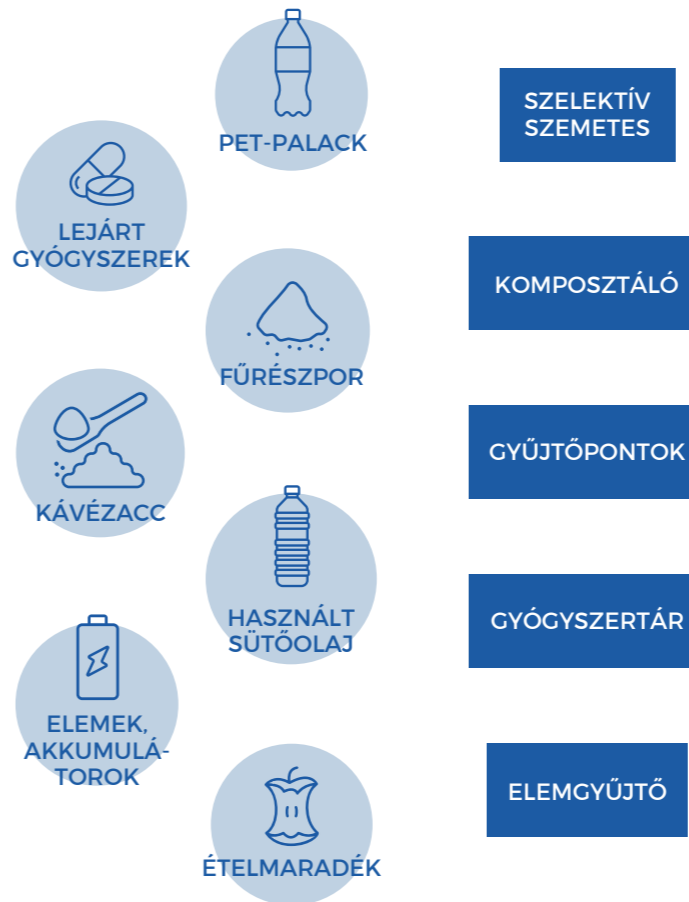 PET-PALACK
LEJÁRT
GYÓGYSZEREK
FŰRÉSZPOR
KÁVÉZACC
HASZNÁLT
SÜTŐOLAJ
ELEMEK,
AKKUMULÁ-
TOROK
ÉTELMARADÉK
SZELEKTÍV
SZEMETES
KOMPOSZTÁLÓ
GYŰJTŐPONTOK
GYÓGYSZERTÁR
ELEMGYŰJTŐ